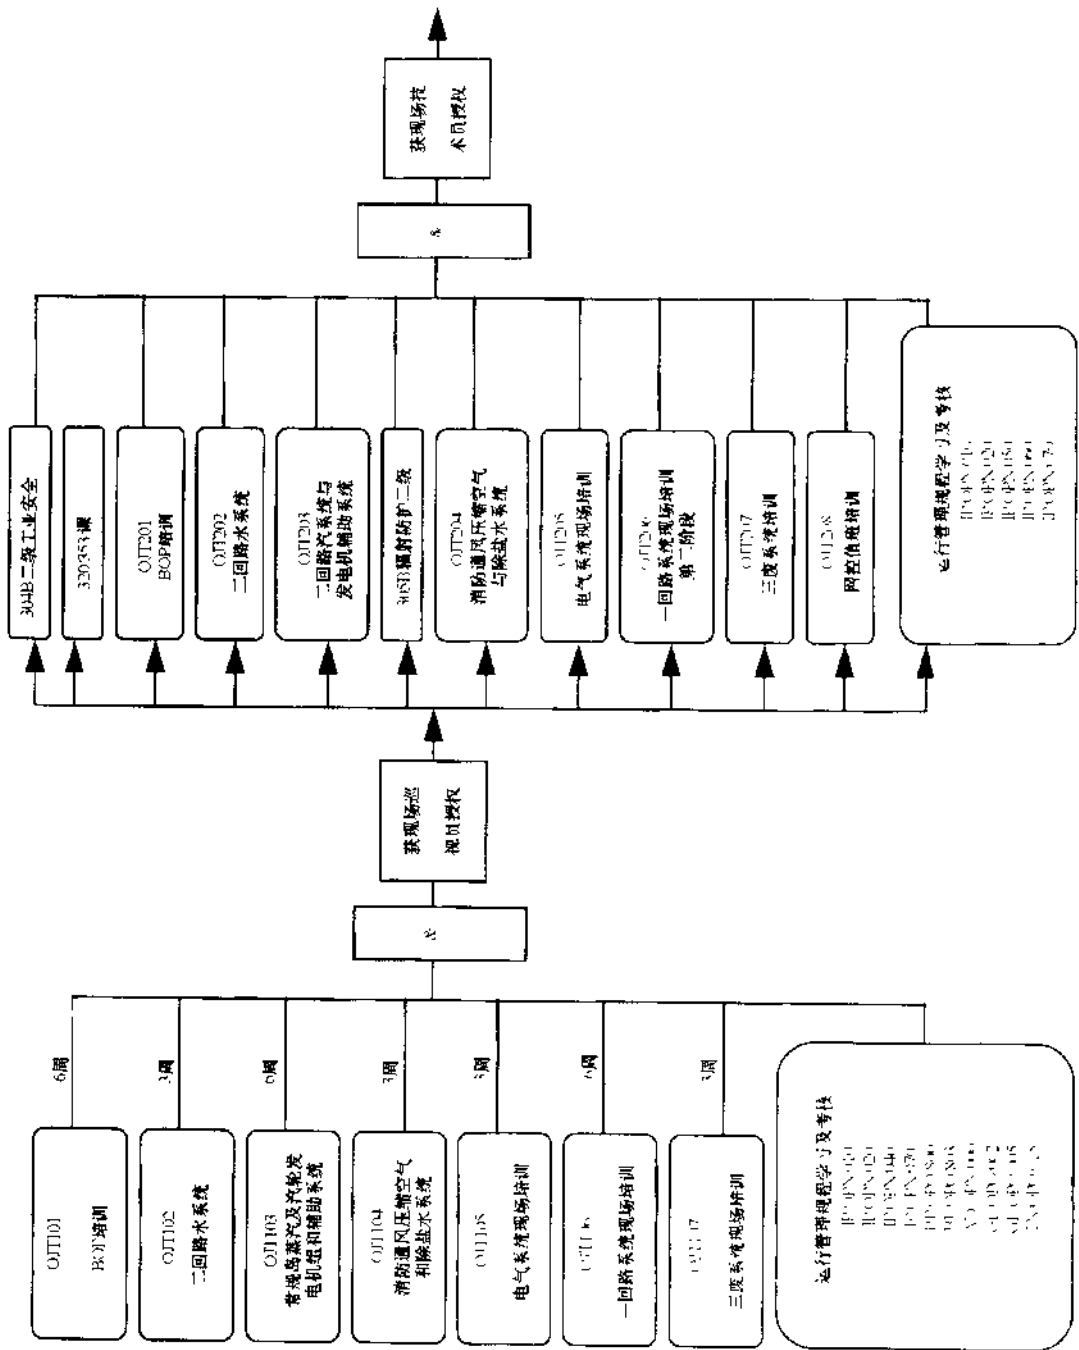 OJT101
BOP培训
6周
OJT102
二回路水系统
3周
OJT103
常规岛蒸汽及汽轮发
电机组和辅助系统
6周
OJT104
消防通风压缩空气
和除盐水系统
3周
OJT105
电气系统现场培训
3周
OJT106
一回路系统现场培训
6周
OJT107
三废系统现场培训
3周
运行管理规程学习及考核
&
获现场巡
视员授权
304B二级工业安全
320/353课
OJT201
BOP培训
OJT202
二回路水系统
OJT203
二回路汽系统与
发电机辅助系统
305B辐射防护二级
OJT204
消防通风压缩空气
与除盐水系统
OJT205
电气系统现场培训
OJT206
一回路系统现场培训
第二阶段
OJT207
三废系统培训
OJT208
网控值班培训
运行管理规程学习及考核
&
获现场技
术员授权